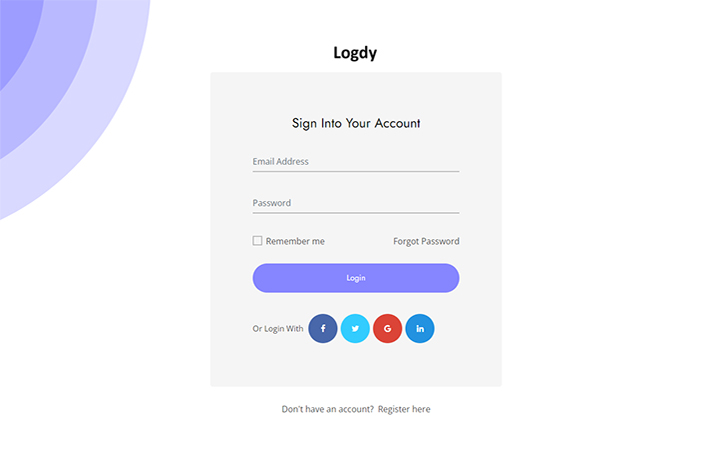 Logdy
Sign Into Your Account
Email Address
Password
Remember me Forgot Password
Login
Or Login With f G in
Don't have an account? Register here